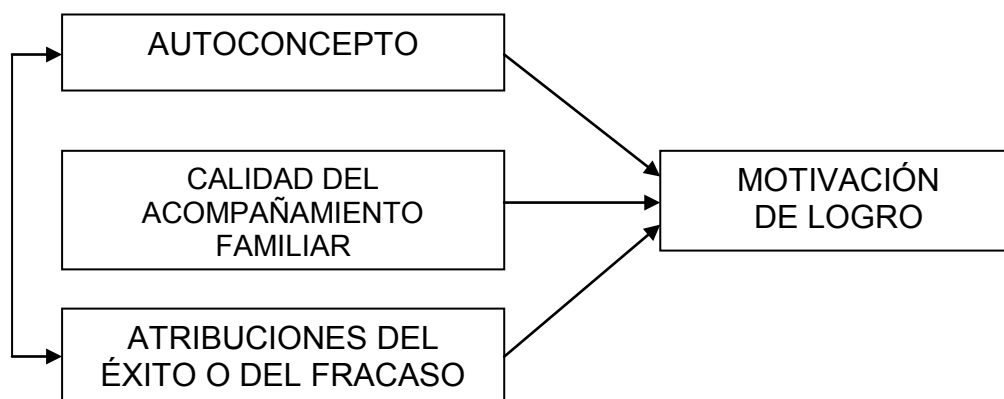 AUTOCONCEPTO
CALIDAD DEL
ACOMPAÑAMIENTO
FAMILIAR
MOTIVACIÓN
DE LOGRO
ATRIBUCIONES DEL
ÉXITO O DEL FRACASO